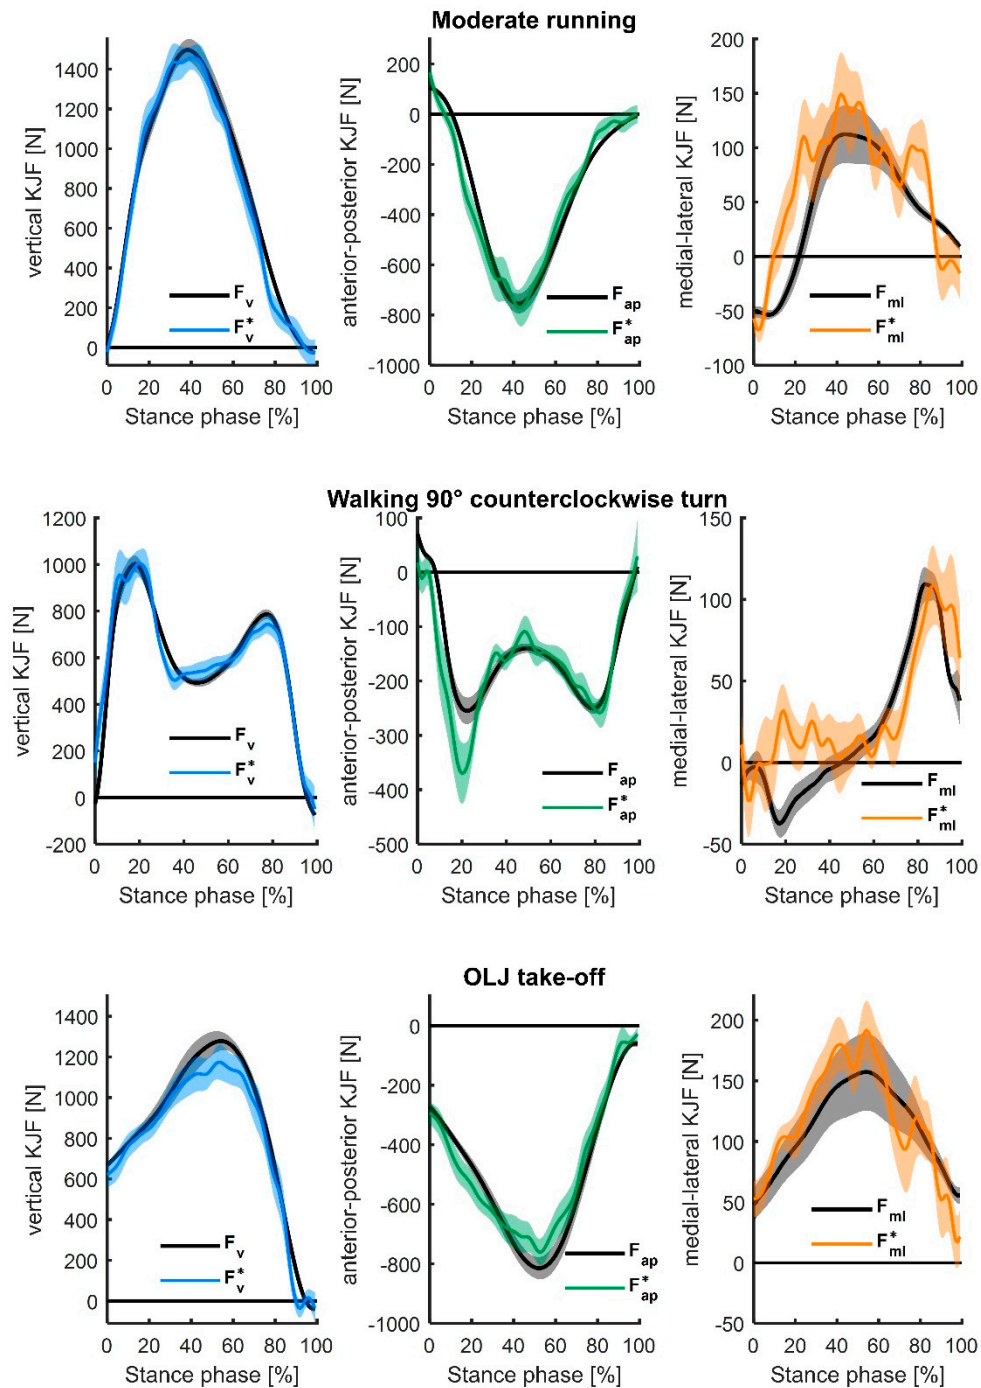 Moderate running
vertical KJF [N]
1400
1200
1000
800
600
400
200
0
F_v
F_v^*
0 20 40 60 80 100
Stance phase [%]
anterior-posterior KJF [N]
200
0
-200
-400
-600
-800
-1000
F_ap
F_ap^*
0 20 40 60 80 100
Stance phase [%]
medial-lateral KJF [N]
200
150
100
50
0
-50
-100
F_ml
F_ml^*
0 20 40 60 80 100
Stance phase [%]
Walking 90° counterclockwise turn
vertical KJF [N]
1200
1000
800
600
400
200
0
-200
F_v
F_v^*
0 20 40 60 80 100
Stance phase [%]
anterior-posterior KJF [N]
100
0
-100
-200
-300
-400
-500
F_ap
F_ap^*
0 20 40 60 80 100
Stance phase [%]
medial-lateral KJF [N]
150
100
50
0
-50
F_ml
F_ml^*
0 20 40 60 80 100
Stance phase [%]
OLJ take-off
vertical KJF [N]
1400
1200
1000
800
600
400
200
0
F_v
F_v^*
0 20 40 60 80 100
Stance phase [%]
anterior-posterior KJF [N]
0
-200
-400
-600
-800
-1000
F_ap
F_ap^*
0 20 40 60 80 100
Stance phase [%]
medial-lateral KJF [N]
200
150
100
50
0
-50
F_ml
F_ml^*
0 20 40 60 80 100
Stance phase [%]